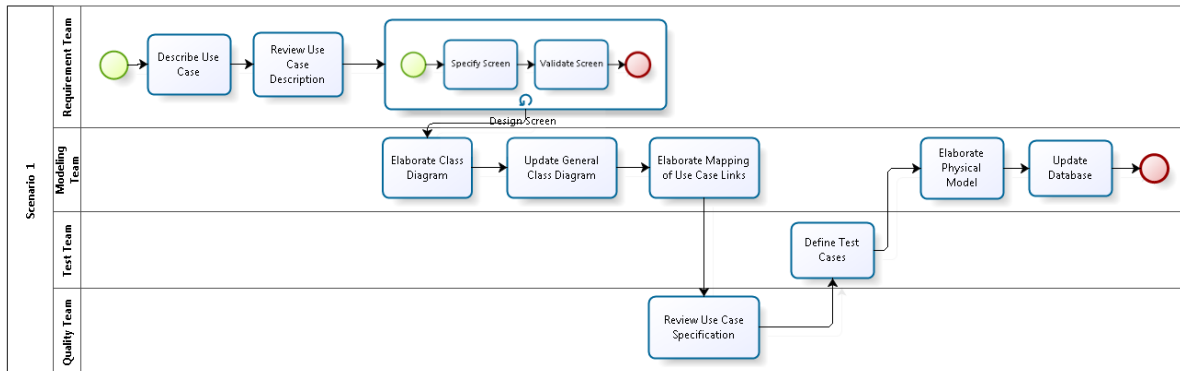 Scenario 1
Requirement Team
Describe Use
Case
Review Use
Case
Description
Specify Screen
Validate Screen
Design Screen
Modeling
Team
Elaborate Class
Diagram
Update General
Class Diagram
Elaborate Mapping
of Use Case Links
Elaborate
Physical
Model
Update
Database
Test Team
Define Test
Cases
Quality Team
Review Use Case
Specification